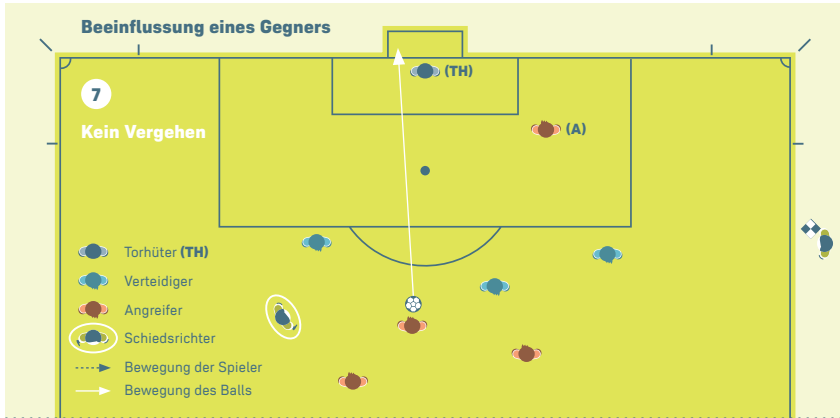 Beeinflussung eines Gegners
(TH)
7
(A)
Kein Vergehen
Torhüter (TH)
Verteidiger
Angreifer
Schiedsrichter
Bewegung der Spieler
Bewegung des Balls